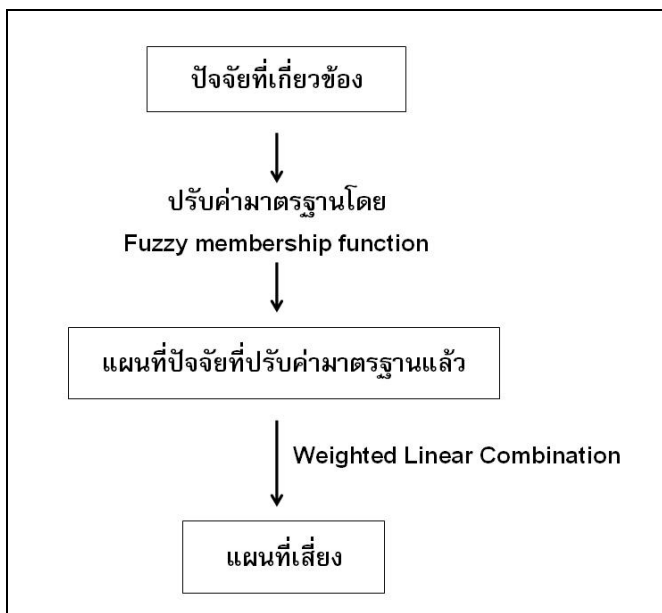 ปัจจัยที่เกี่ยวข้อง
ปรับค่ามาตรฐานโดย
Fuzzy membership function
แผนที่ปัจจัยที่ปรับค่ามาตรฐานแล้ว
Weighted Linear Combination
แผนที่เสี่ยง